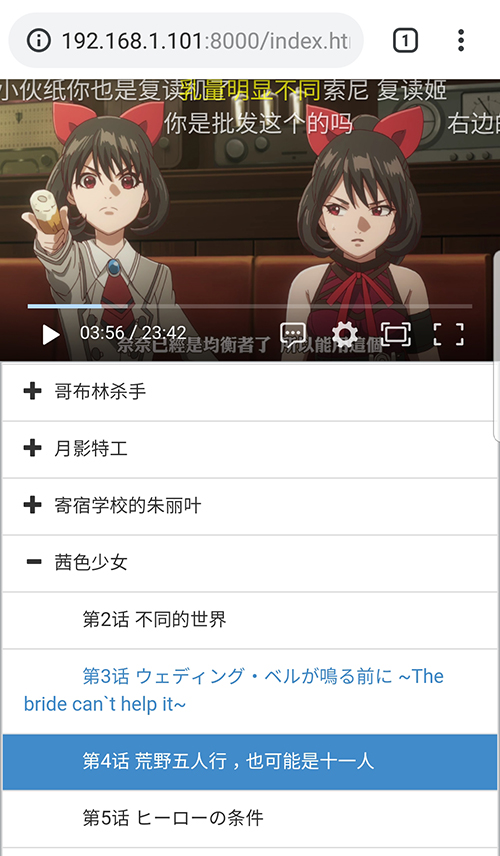 192.168.1.101:8000/index.ht
1
小伙纸你也是复读机了
乳量明显不同
索尼 复读姬
你是批发这个的吗
右边的
03:56 / 23:42
奈奈已經是均衡者了 所以能用這個
哥布林杀手
月影特工
寄宿学校的朱丽叶
茜色少女
第2话 不同的世界
第3话 ウェディング・ベルが鳴る前に ~The
bride can`t help it~
第4话 荒野五人行，也可能是十一人
第5话 ヒーローの条件